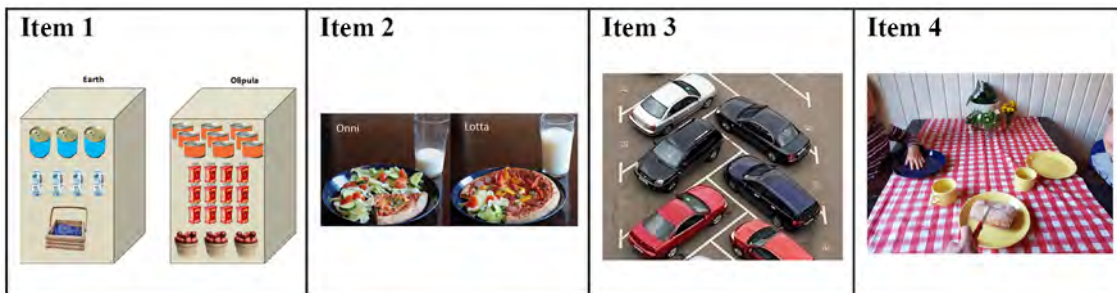 Item 1
Item 2
Item 3
Item 4
Earth
Olipula
Onni
Lotta